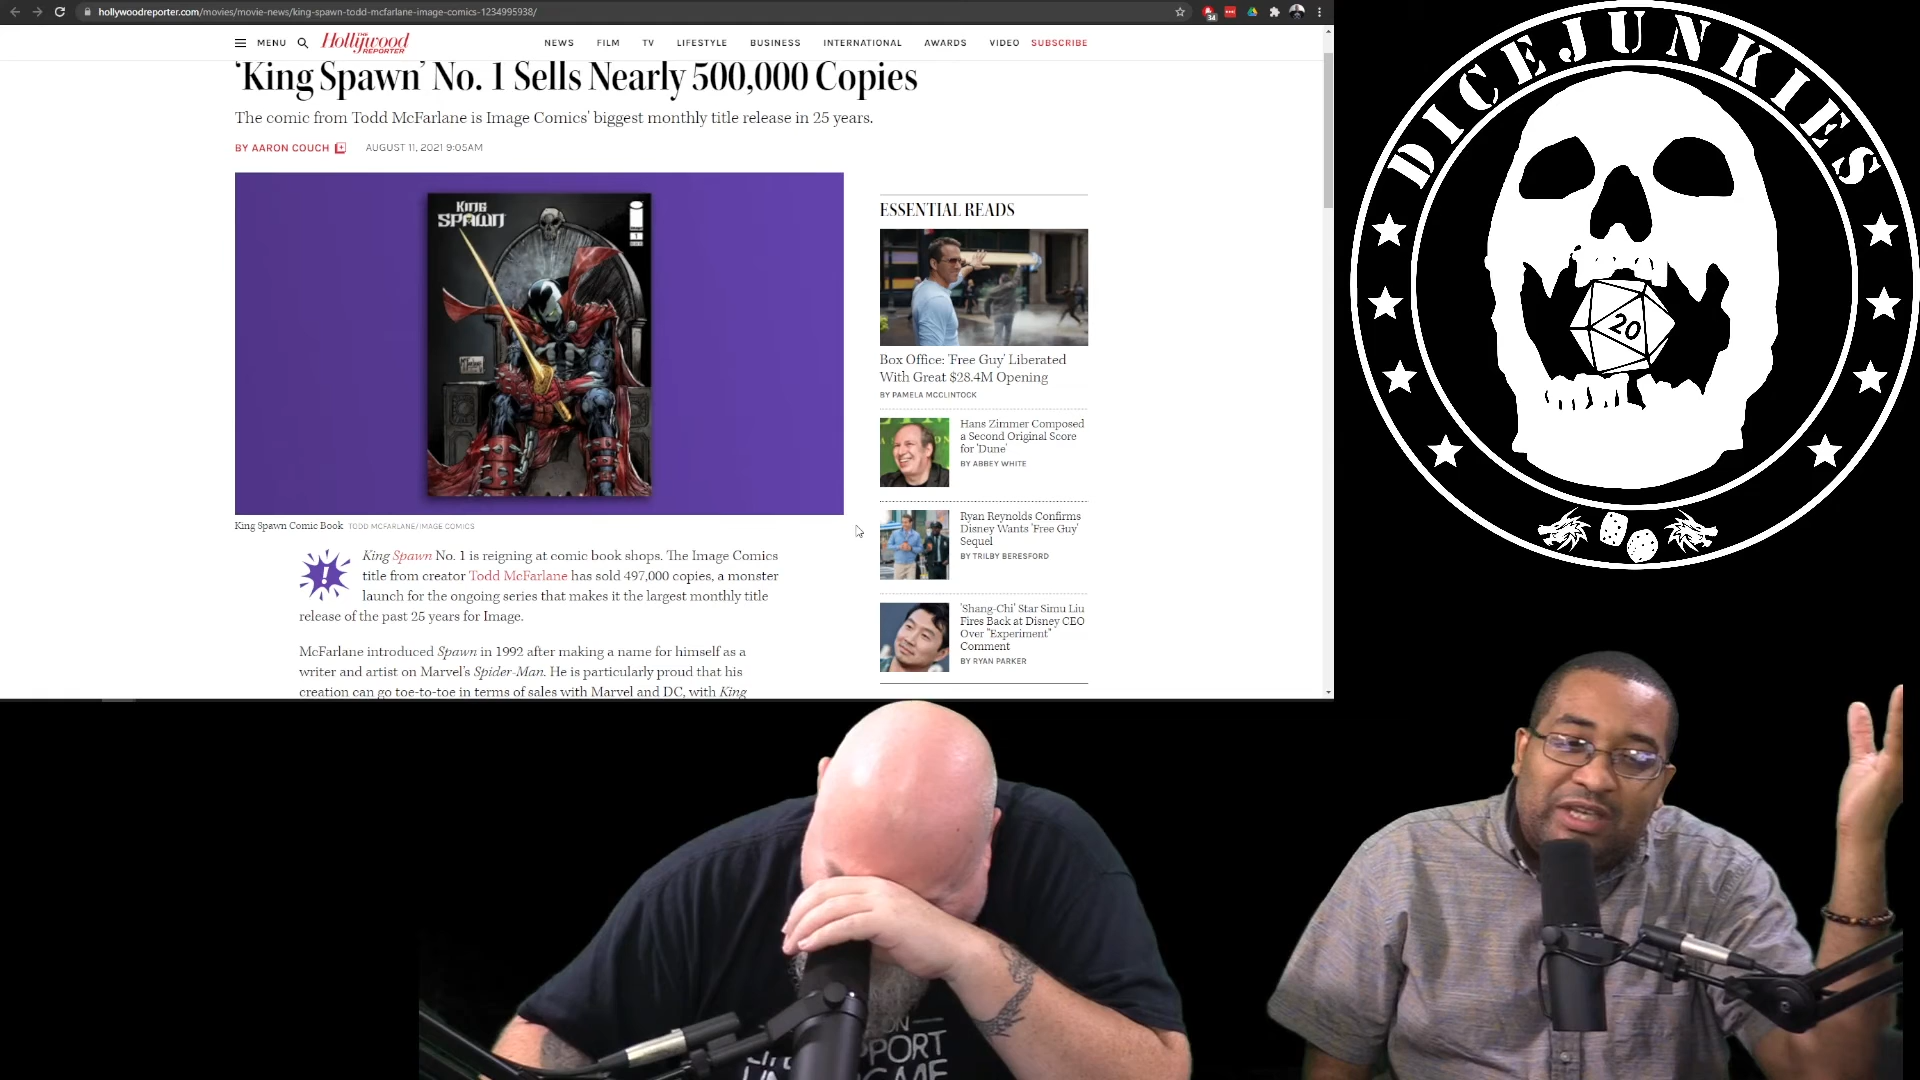 hollywoodreporter.com/movies/movie-news/king-spawn-todd-mcfarlane-image-comics-1234995938/
34
MENU
THE
Hollywood
REPORTER
NEWS FILM TV LIFESTYLE BUSINESS INTERNATIONAL AWARDS VIDEO SUBSCRIBE
‘King Spawn’ No. 1 Sells Nearly 500,000 Copies
The comic from Todd McFarlane is Image Comics' biggest monthly title release in 25 years.
BY AARON COUCH
AUGUST 11, 2021 9:05AM
KING
SPAWN
1
King Spawn Comic Book TODD MCFARLANE/IMAGE COMICS
!
King Spawn No. 1 is reigning at comic book shops. The Image Comics
title from creator Todd McFarlane has sold 497,000 copies, a monster
launch for the ongoing series that makes it the largest monthly title
release of the past 25 years for Image.
McFarlane introduced Spawn in 1992 after making a name for himself as a
writer and artist on Marvel's Spider-Man. He is particularly proud that his
creation can go toe-to-toe in terms of sales with Marvel and DC, with King
ESSENTIAL READS
Box Office: 'Free Guy' Liberated
With Great $28.4M Opening
BY PAMELA MCCLINTOCK
Hans Zimmer Composed
a Second Original Score
for 'Dune'
BY ABBEY WHITE
Ryan Reynolds Confirms
Disney Wants 'Free Guy'
Sequel
BY TRILBY BERESFORD
'Shang-Chi' Star Simu Liu
Fires Back at Disney CEO
Over "Experiment"
Comment
BY RYAN PARKER
DICEJUNKIES
20